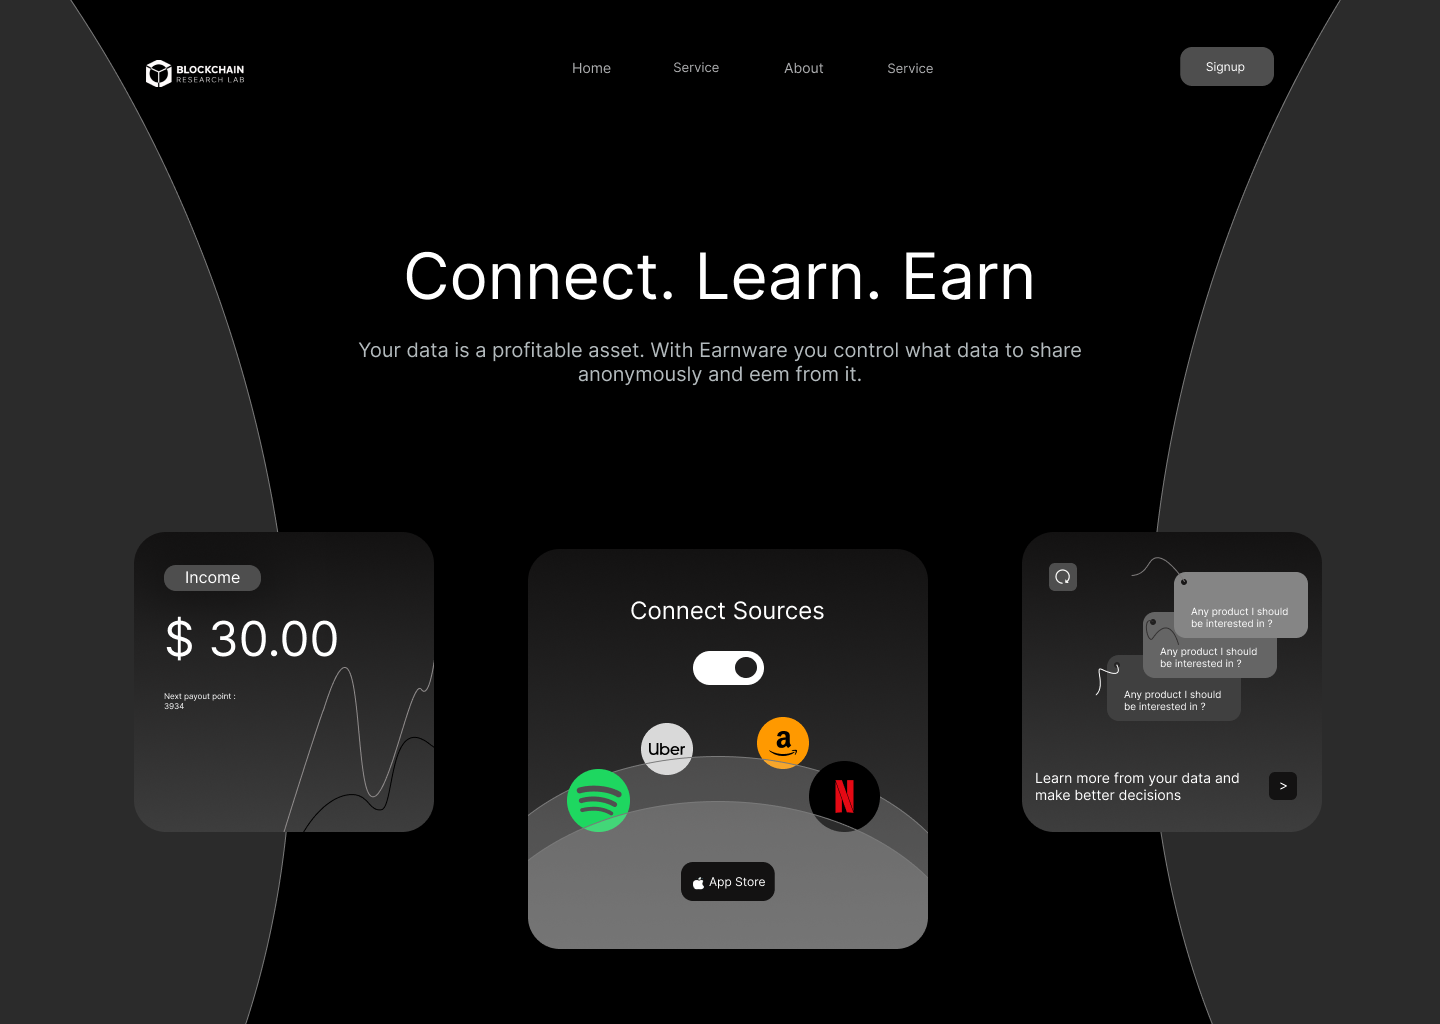 BLOCKCHAIN
RESEARCH LAB
Home
Service
About
Service
Signup
Connect. Learn. Earn
Your data is a profitable asset. With Earnware you control what data to share
anonymously and eem from it.
Income
$ 30.00
Next payout point :
3934
Connect Sources
Uber
a
N
App Store
Any product I should
be interested in ?
Any product I should
be interested in ?
Any product I should
be interested in ?
Learn more from your data and
make better decisions
>